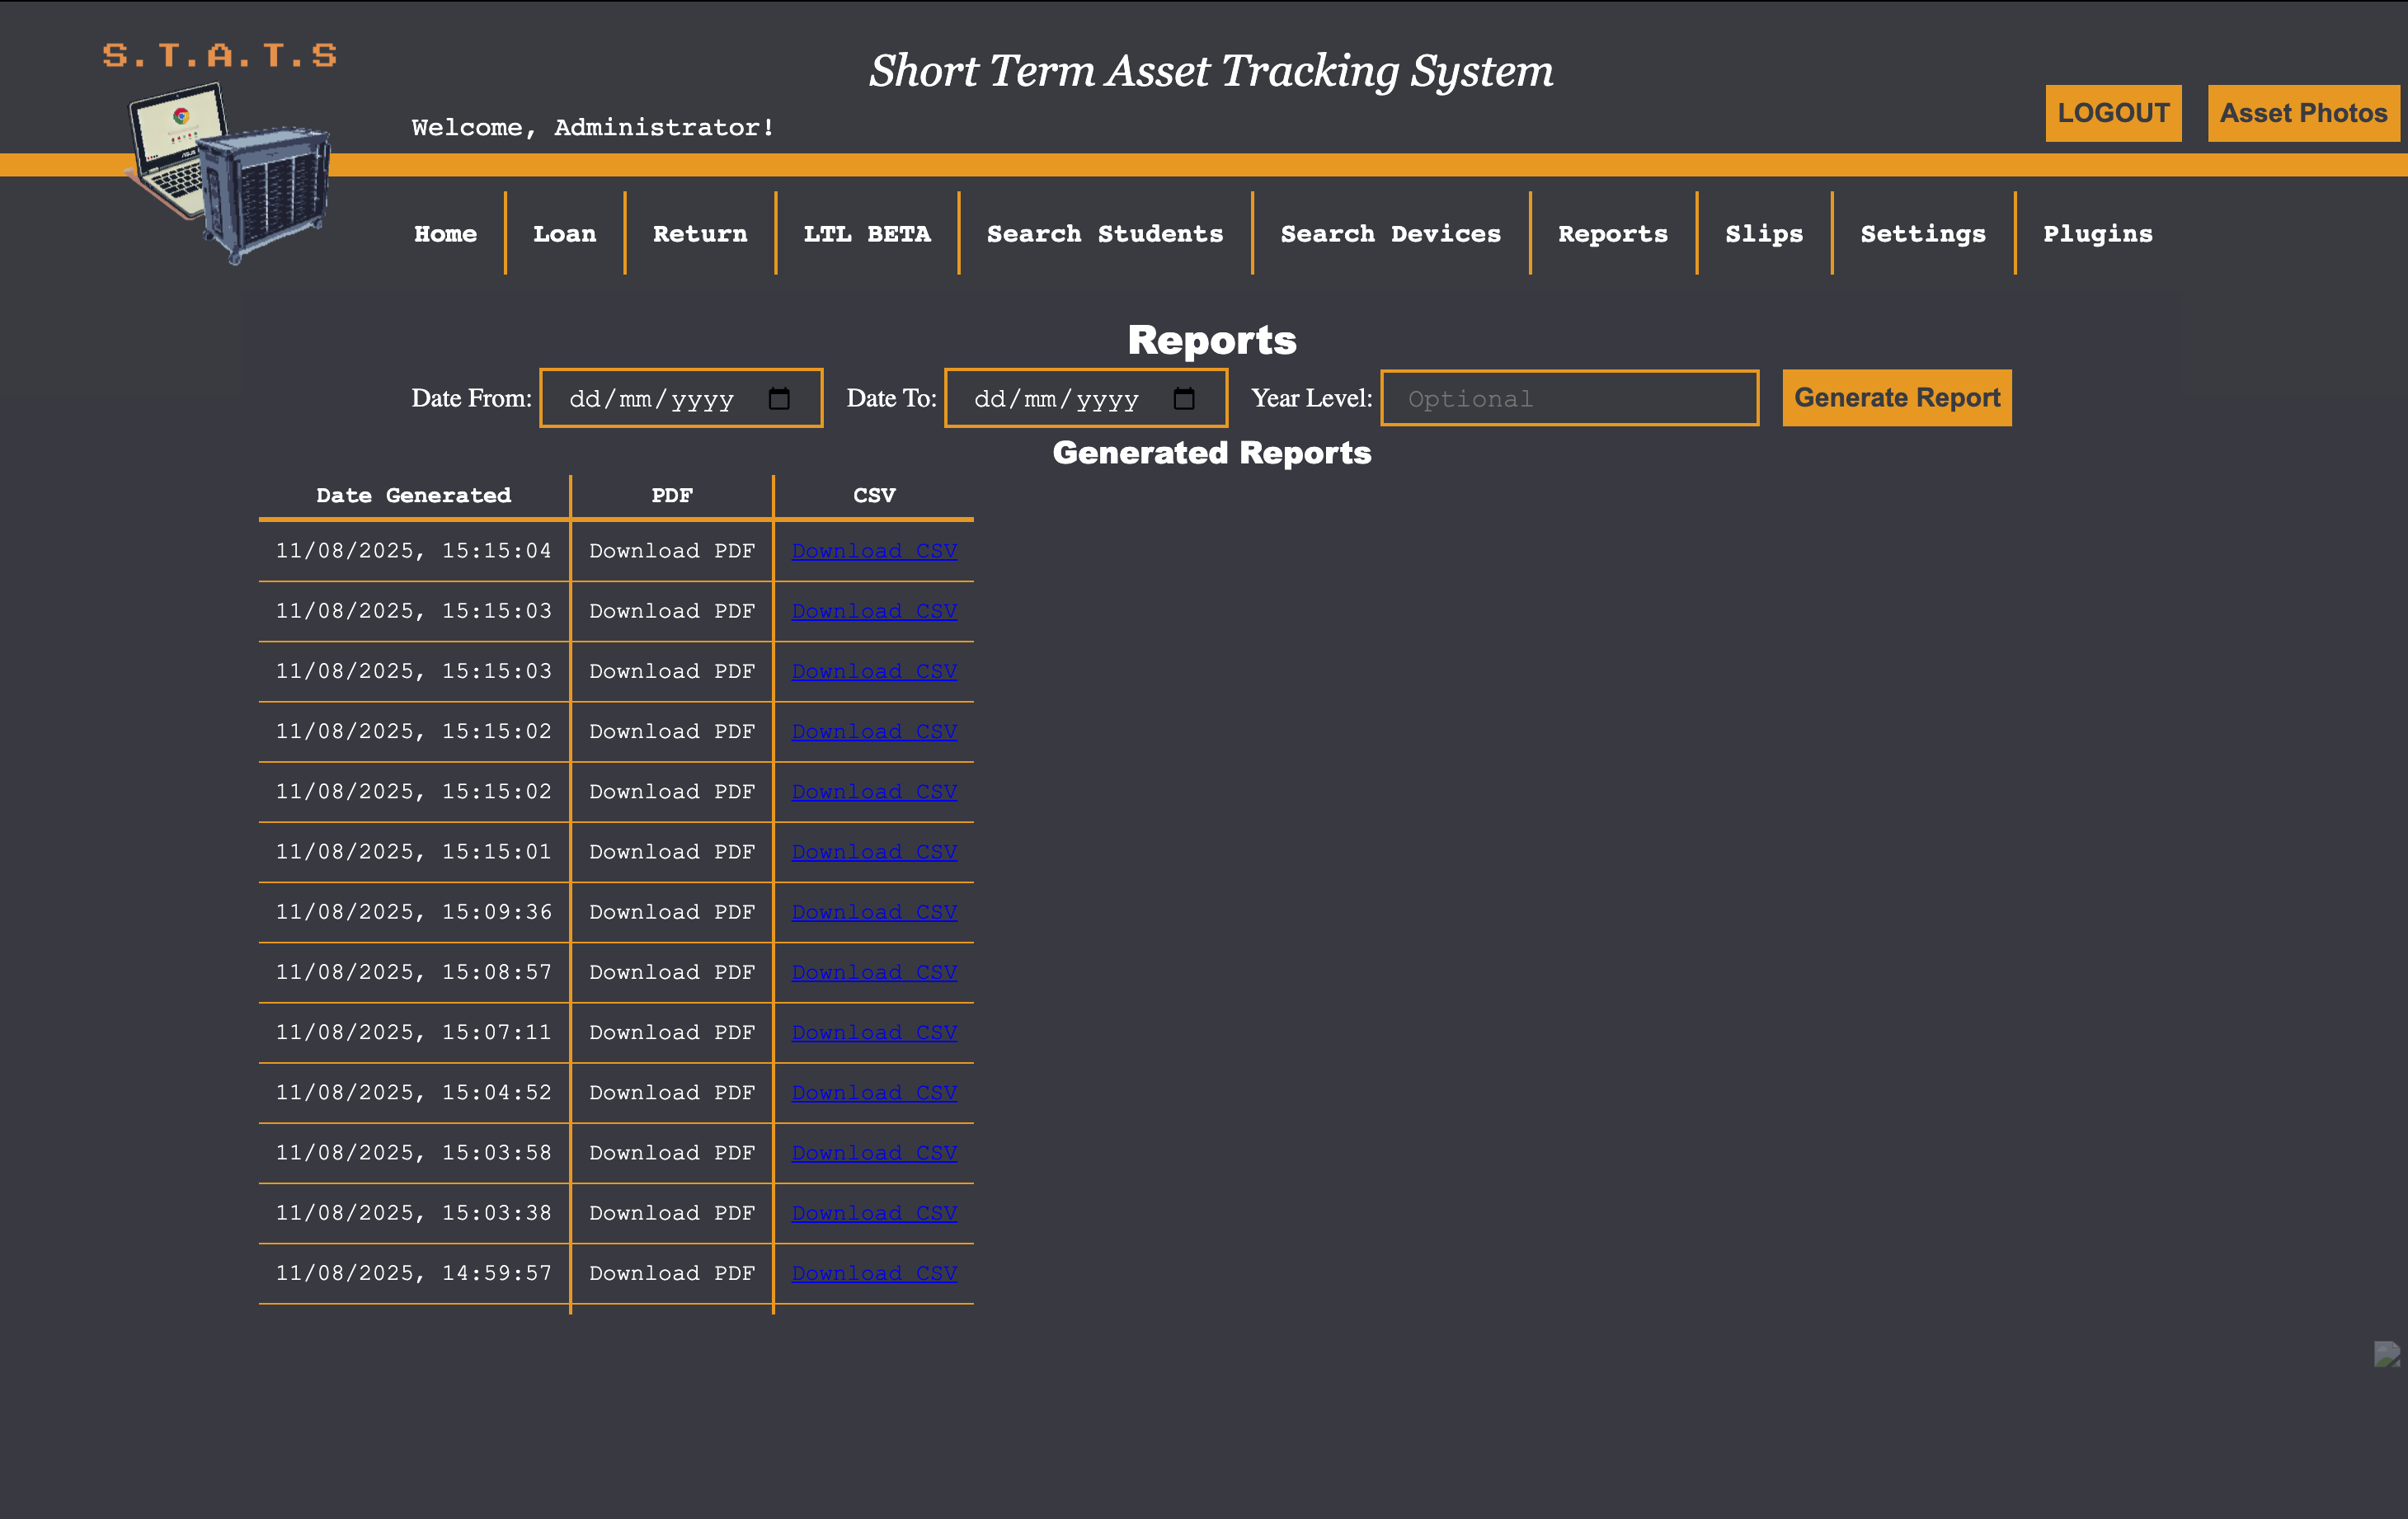 S.T.A.T.S
Short Term Asset Tracking System
Welcome, Administrator!
LOGOUT Asset Photos
Home Loan Return LTL BETA Search Students Search Devices Reports Slips Settings Plugins
Reports
Date From: dd/mm/yyyy Date To: dd/mm/yyyy Year Level: Optional Generate Report
Generated Reports
Date Generated PDF CSV
11/08/2025, 15:15:04 Download PDF Download CSV
11/08/2025, 15:15:03 Download PDF Download CSV
11/08/2025, 15:15:03 Download PDF Download CSV
11/08/2025, 15:15:02 Download PDF Download CSV
11/08/2025, 15:15:02 Download PDF Download CSV
11/08/2025, 15:15:01 Download PDF Download CSV
11/08/2025, 15:09:36 Download PDF Download CSV
11/08/2025, 15:08:57 Download PDF Download CSV
11/08/2025, 15:07:11 Download PDF Download CSV
11/08/2025, 15:04:52 Download PDF Download CSV
11/08/2025, 15:03:58 Download PDF Download CSV
11/08/2025, 15:03:38 Download PDF Download CSV
11/08/2025, 14:59:57 Download PDF Download CSV